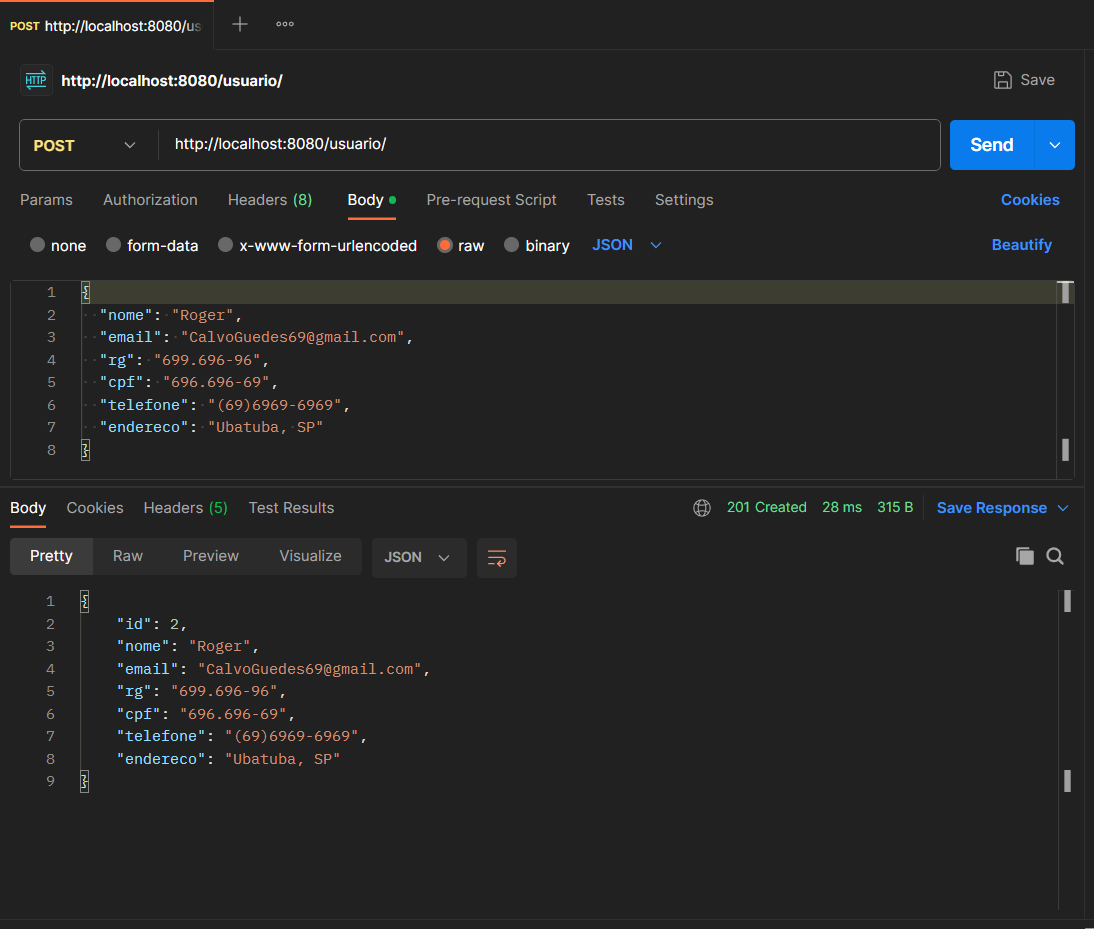 POST http://localhost:8080/us
http://localhost:8080/usuario/
Save
POST http://localhost:8080/usuario/ Send
Params Authorization Headers (8) Body Pre-request Script Tests Settings Cookies
none form-data x-www-form-urlencoded raw binary JSON Beautify
1 {
2 "nome": "Roger",
3 "email": "CalvoGuedes69@gmail.com",
4 "rg": "699.696-96",
5 "cpf": "696.696-69",
6 "telefone": "(69)6969-6969",
7 "endereco": "Ubatuba, SP"
8 }
Body Cookies Headers (5) Test Results 201 Created 28 ms 315 B Save Response
Pretty Raw Preview Visualize JSON
1 {
2 "id": 2,
3 "nome": "Roger",
4 "email": "CalvoGuedes69@gmail.com",
5 "rg": "699.696-96",
6 "cpf": "696.696-69",
7 "telefone": "(69)6969-6969",
8 "endereco": "Ubatuba, SP"
9 }